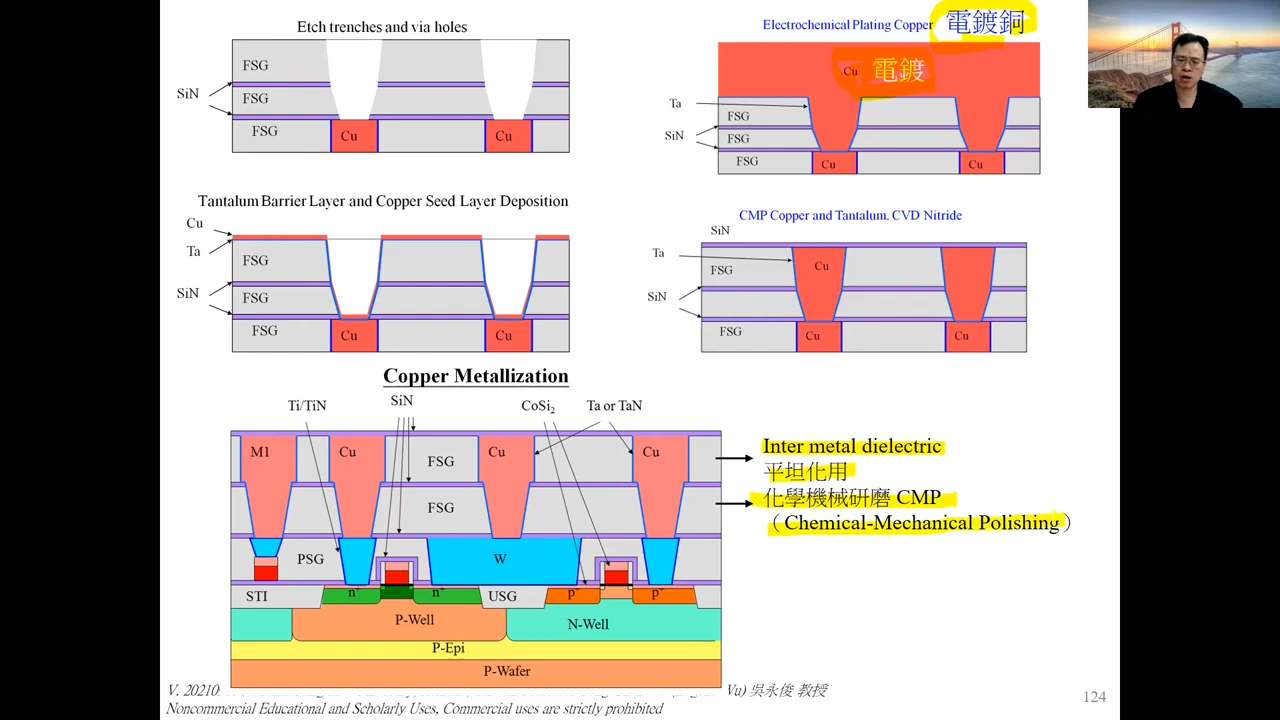 Etch trenches and via holes
FSG
SiN
FSG
FSG
Cu
Cu
Electrochemical Plating Copper 電鍍銅
Cu 電鍍
Ta
FSG
SiN
FSG
FSG
Cu
Cu
Tantalum Barrier Layer and Copper Seed Layer Deposition
Cu
Ta
FSG
SiN
FSG
FSG
Cu
Cu
CMP Copper and Tantalum, CVD Nitride
SiN
Ta
Cu
FSG
SiN
FSG
Cu
Cu
Copper Metallization
Ti/TiN
SiN
CoSi₂
Ta or TaN
M1
Cu
FSG
Cu
Cu
FSG
PSG
W
STI
n⁺
n⁺
USG
p⁺
p⁺
P-Well
N-Well
P-Epi
P-Wafer
Inter metal dielectric
平坦化用
化學機械研磨 CMP
（Chemical-Mechanical Polishing）
V. 20210.
Vu) 吳永俊 教授
Noncommercial Educational and Scholarly Uses, Commercial uses are strictly prohibited
124